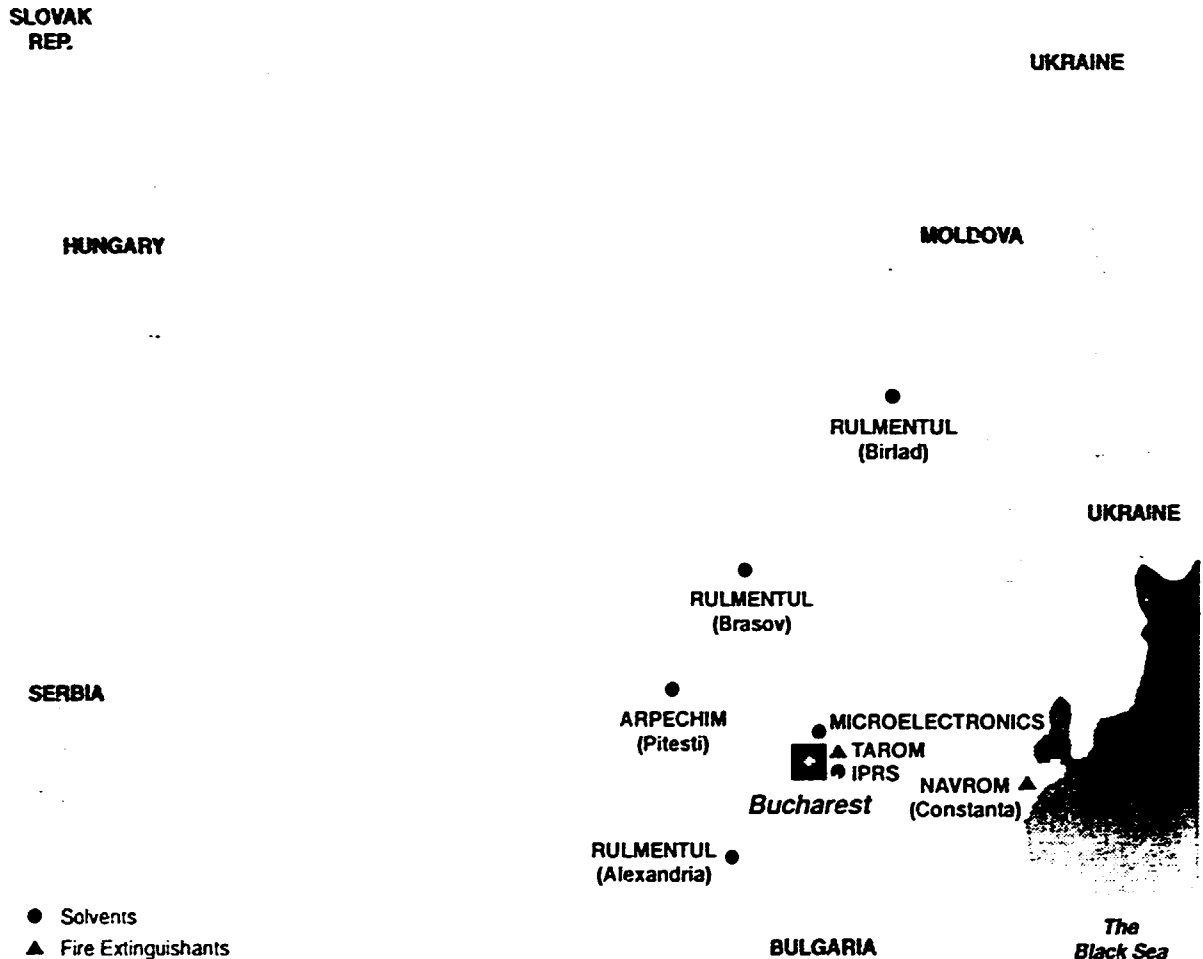 SLOVAK
REP.
UKRAINE
HUNGARY
MOLDOVA
RULMENTUL
(Birlad)
UKRAINE
RULMENTUL
(Brasov)
SERBIA
ARPECHIM
(Pitesti)
MICROELECTRONICS
TAROM
IPRS
Bucharest
NAVROM
(Constanta)
RULMENTUL
(Alexandria)
Solvents
Fire Extinguishants
BULGARIA
The
Black Sea